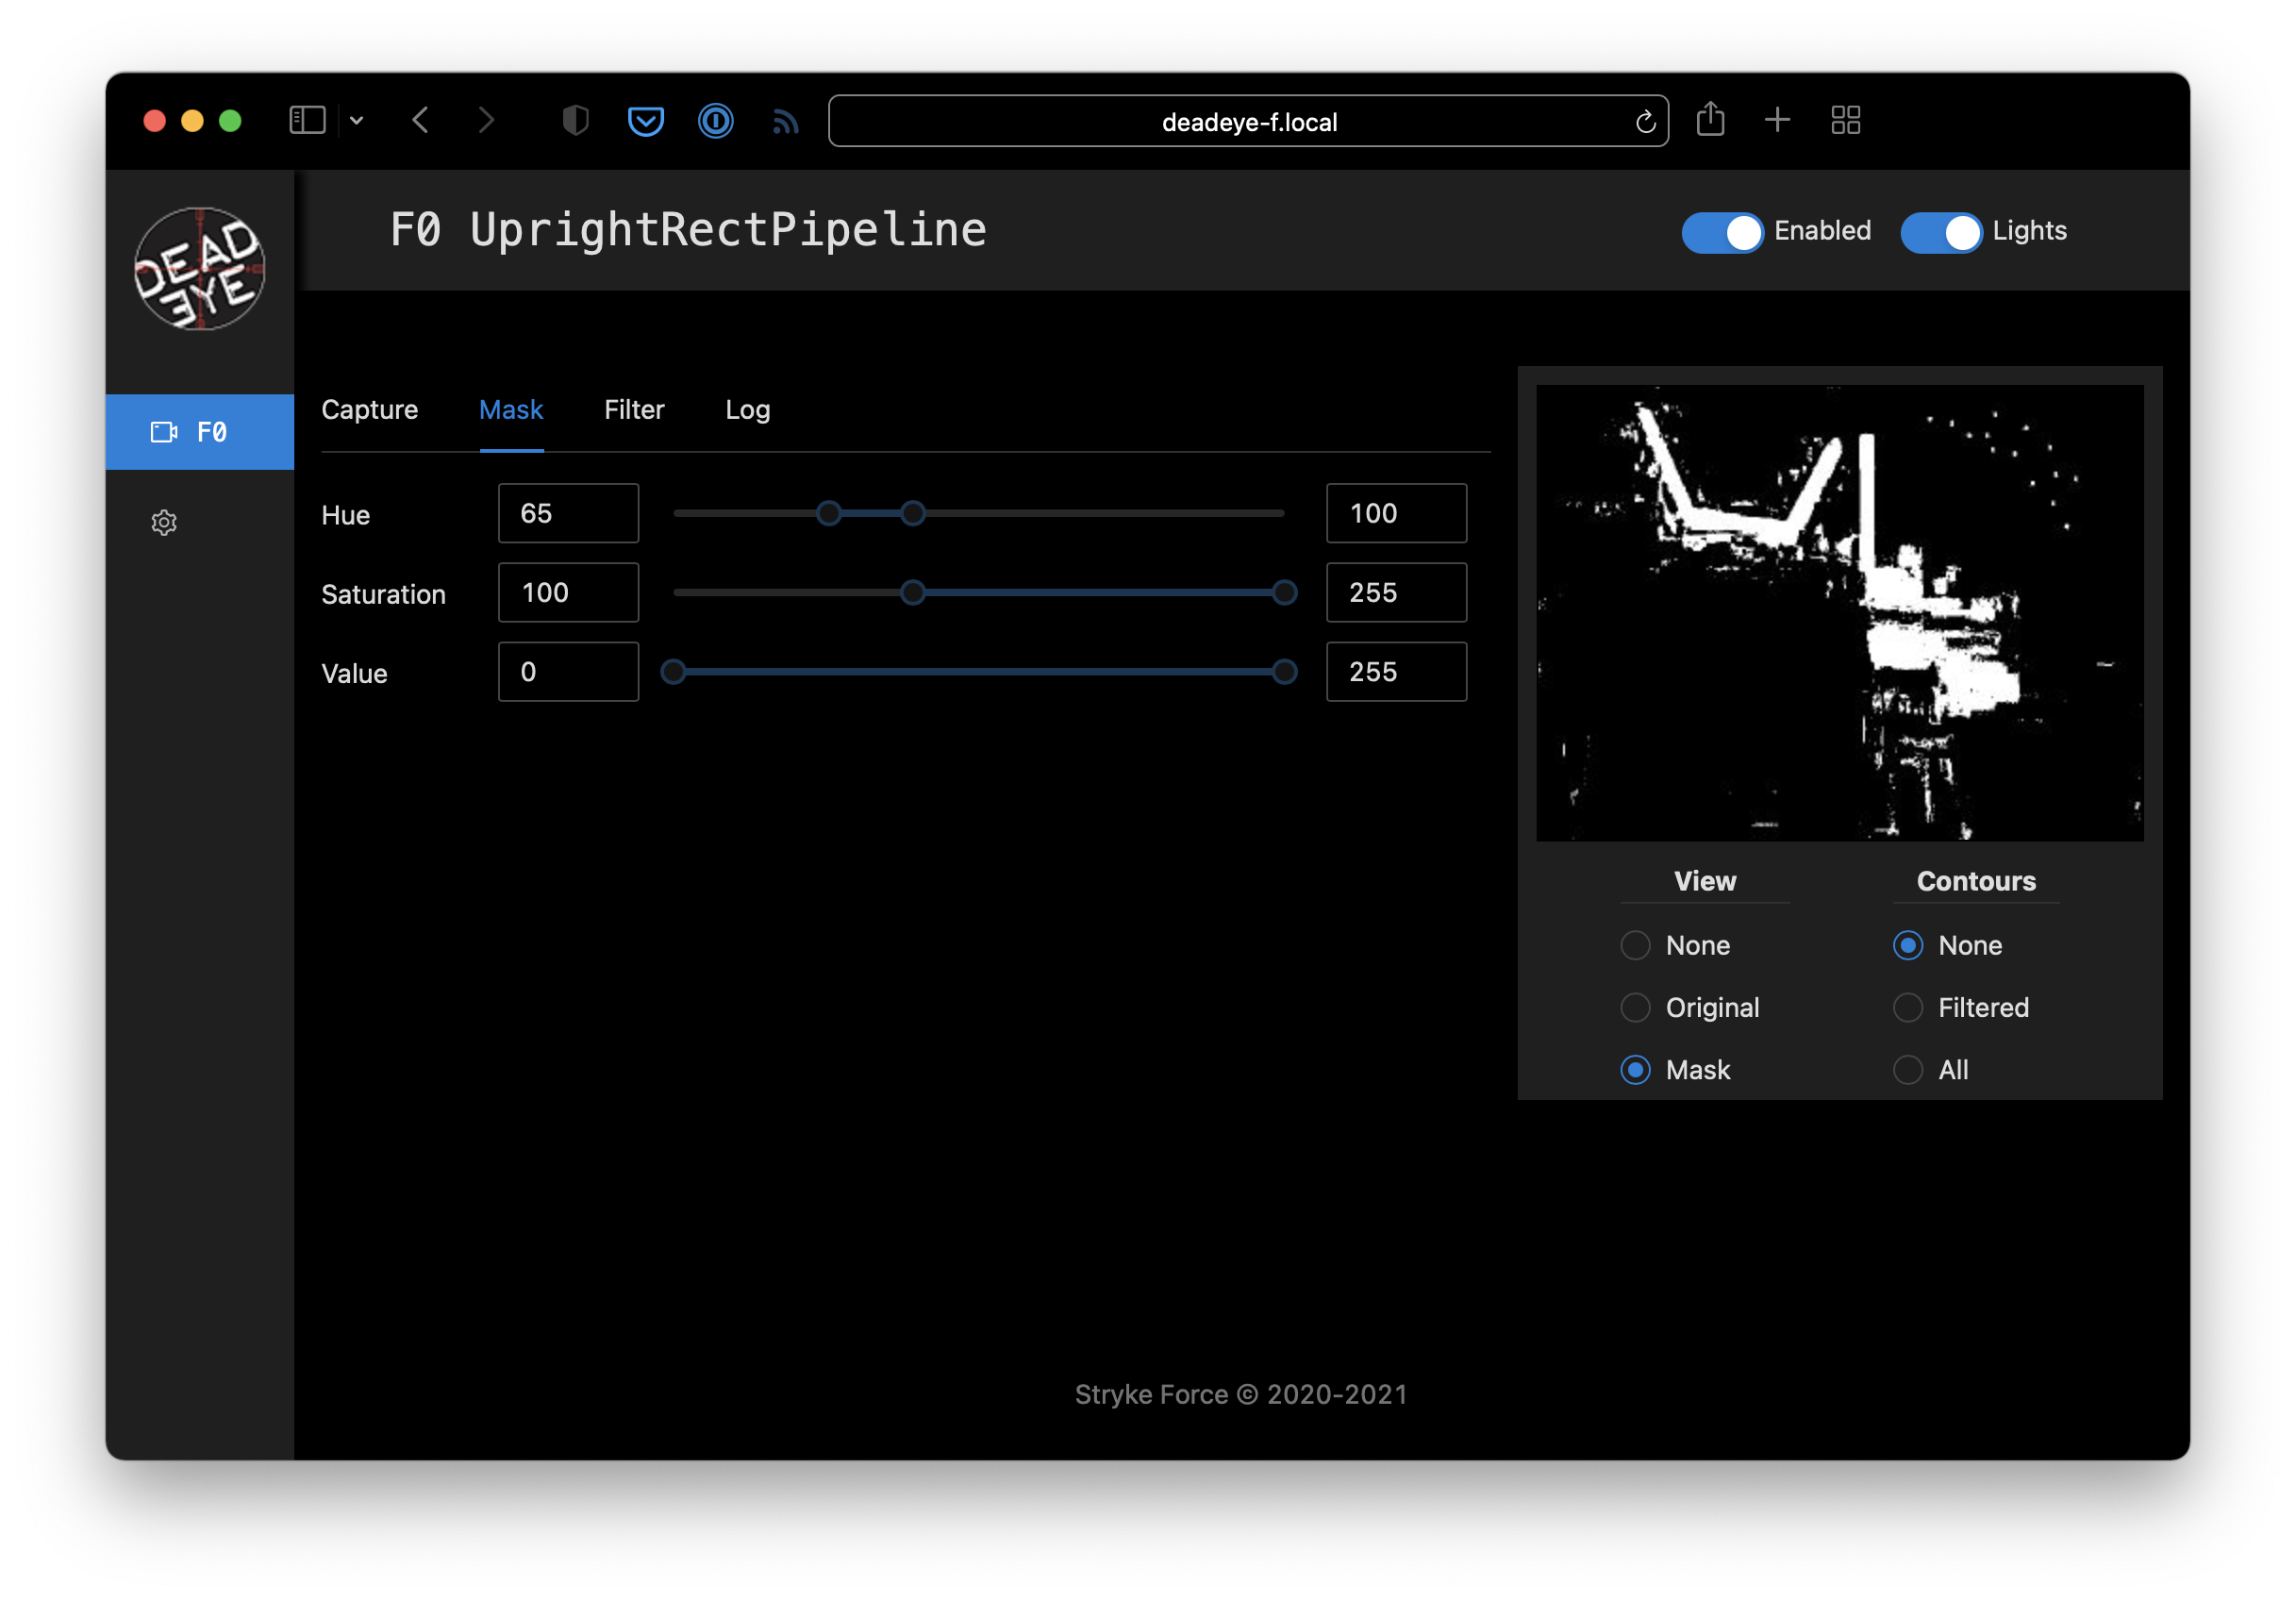 deadeye-f.local
DEAD
EYE
F0 UprightRectPipeline
Enabled
Lights
F0
Capture
Mask
Filter
Log
Hue
65
100
Saturation
100
255
Value
0
255
View
None
Original
Mask
Contours
None
Filtered
All
Stryke Force © 2020-2021